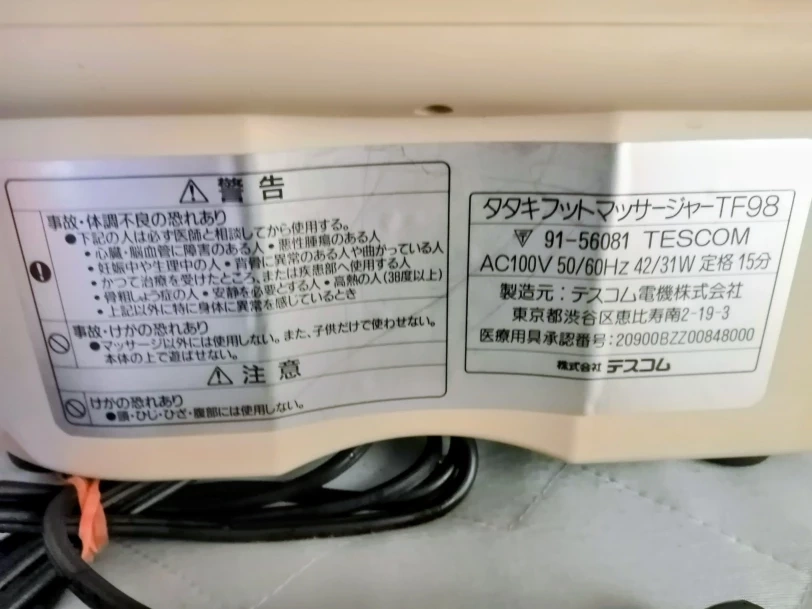 ⚠ 警告
事故・体調不良の恐れあり
●下記の人は必ず医師と相談してから使用する。
・心臓・脳血管に障害のある人・悪性腫瘍のある人
・妊娠中や生理中の人・背骨に異常のある人や曲がっている人
・かつて治療を受けたところ、または疾患部へ使用する人
・骨粗しょう症の人・安静を必要とする人・高熱の人(38度以上)
・上記以外に特に身体に異常を感じているとき
事故・けがの恐れあり
●マッサージ以外には使用しない。また、子供だけで使わせない。
本体の上で遊ばせない。
⚠ 注意
けがの恐れあり
●頭・ひじ・ひざ・腹部には使用しない。
タタキフットマッサージャーTF98
91-56081 TESCOM
AC100V 50/60Hz 42/31W 定格 15分
製造元:テスコム電機株式会社
東京都渋谷区恵比寿南2-19-3
医療用具承認番号:20900BZZ00848000
株式会社 テスコム